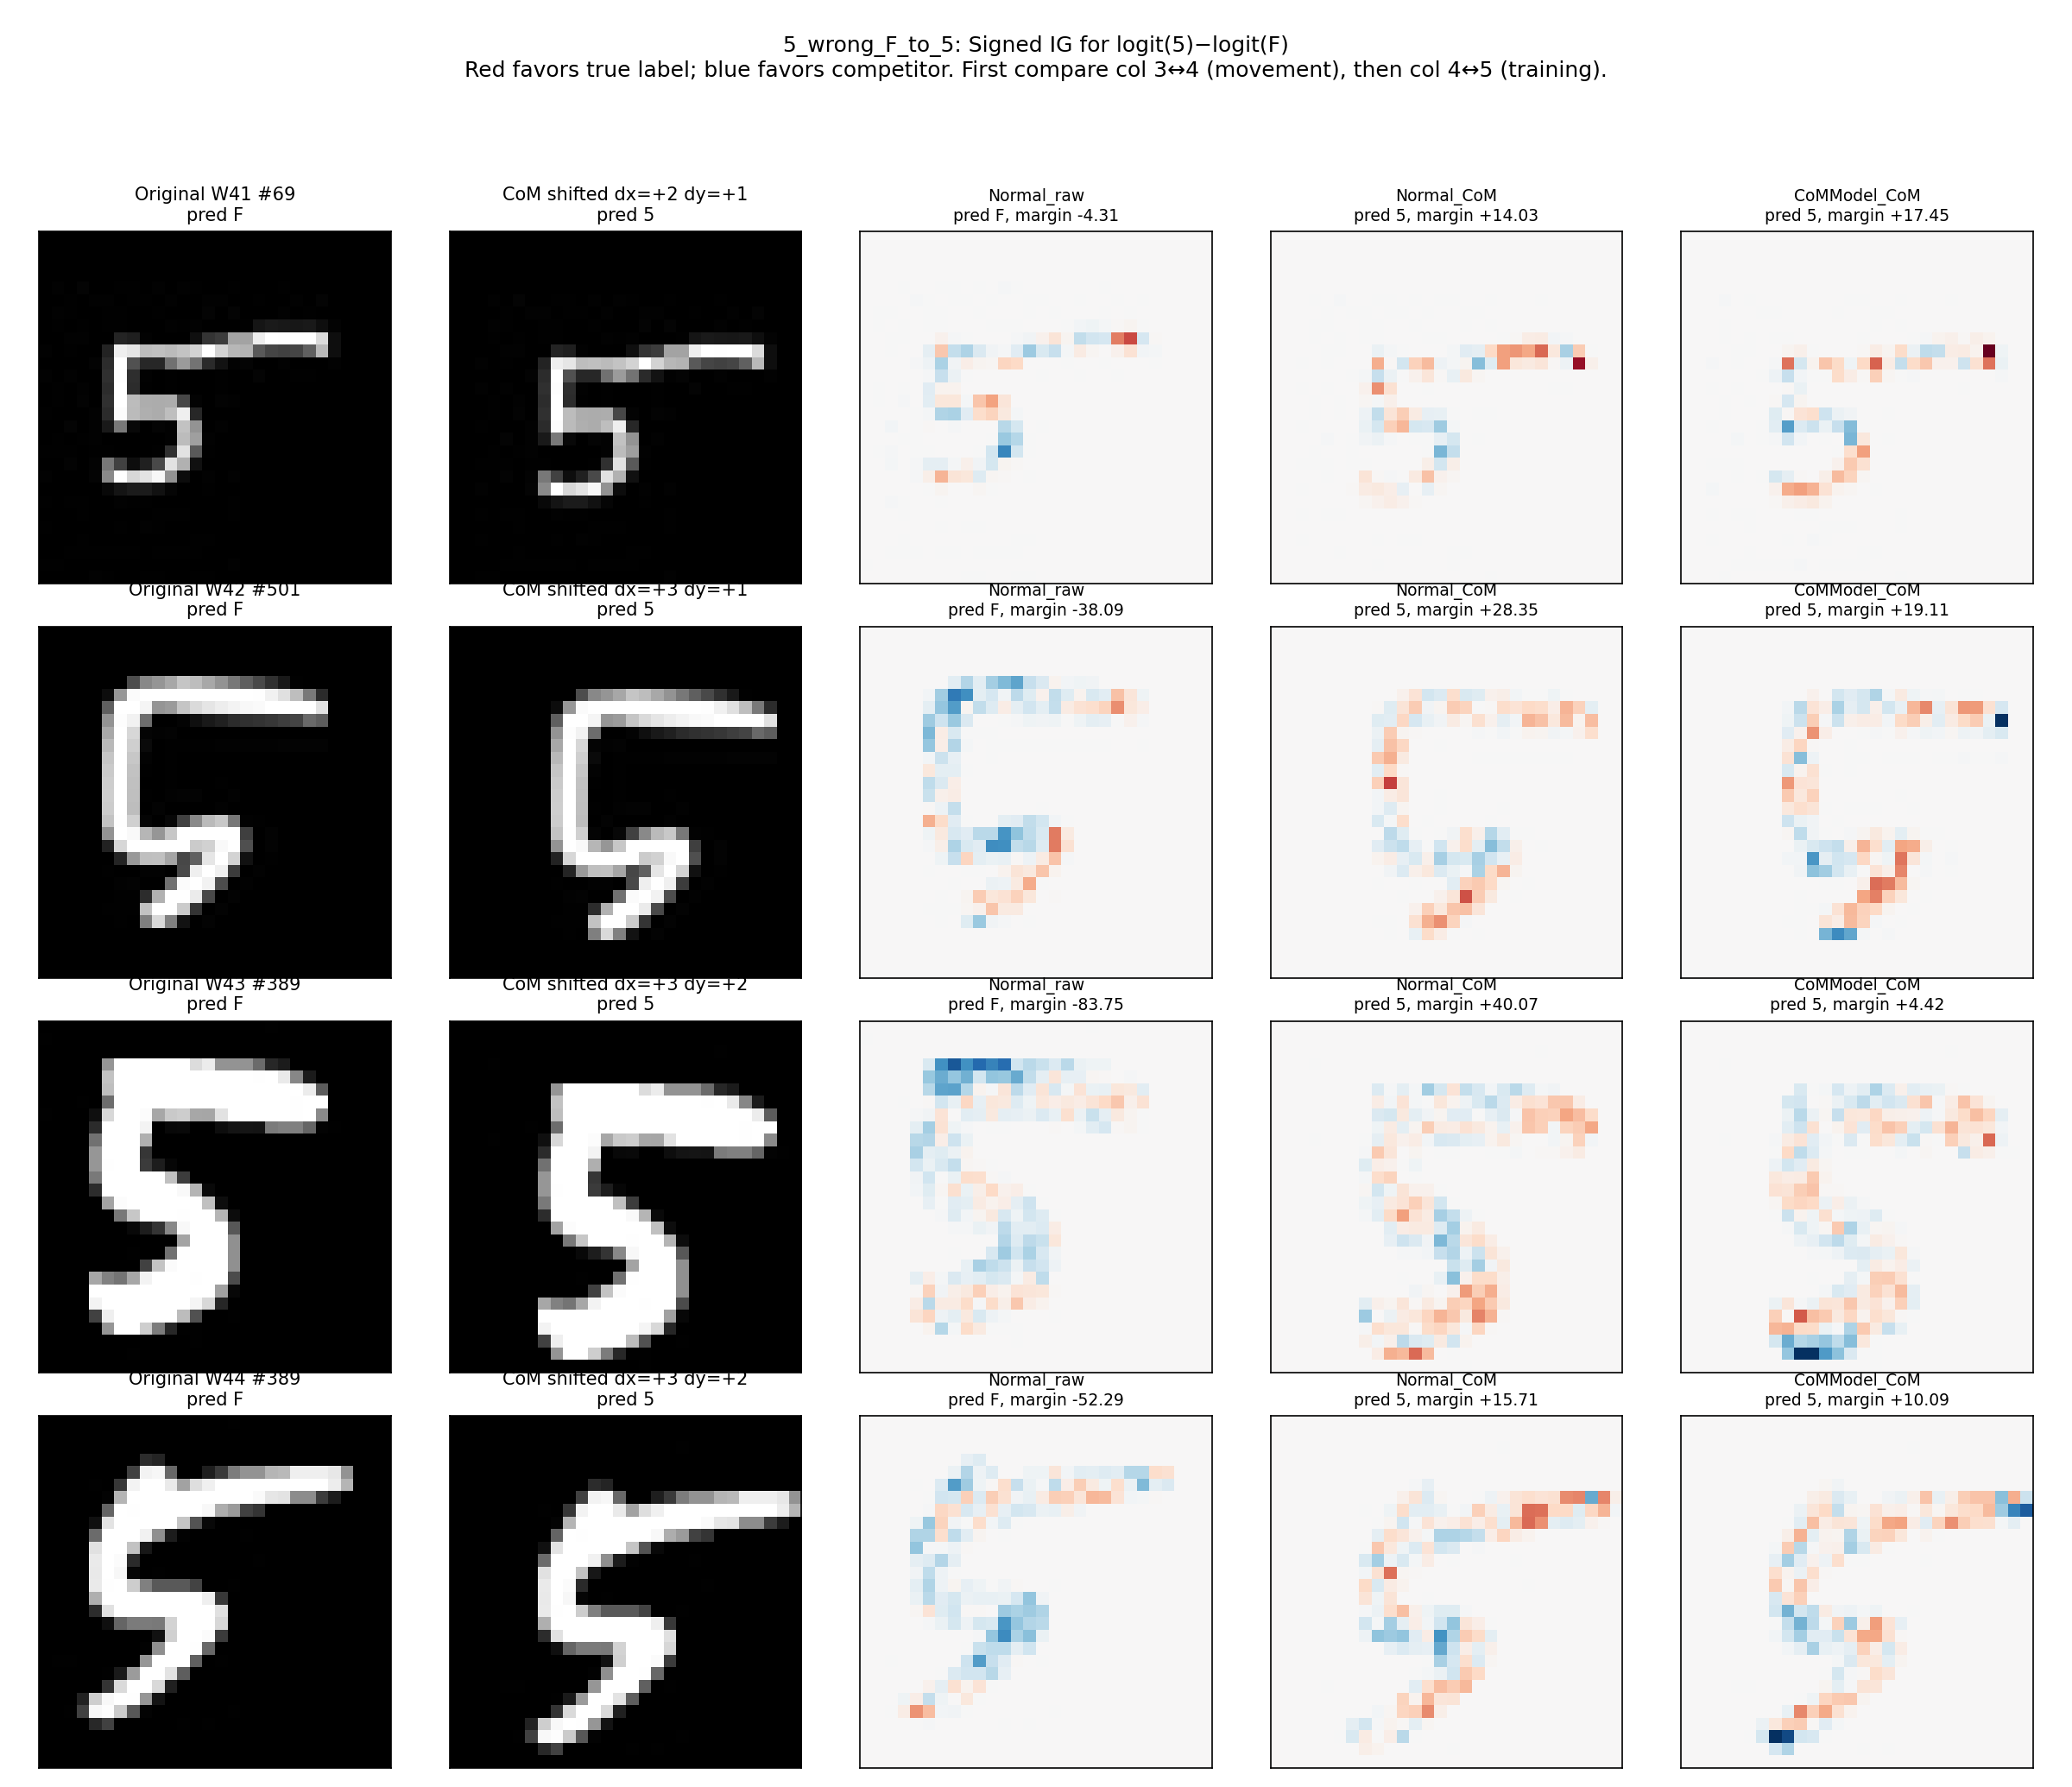 5_wrong_F_to_5: Signed IG for logit(5)−logit(F)
Red favors true label; blue favors competitor. First compare col 3↔4 (movement), then col 4↔5 (training).
Original W41 #69
pred F
CoM shifted dx=+2 dy=+1
pred 5
Normal_raw
pred F, margin -4.31
Normal_CoM
pred 5, margin +14.03
CoMModel_CoM
pred 5, margin +17.45
Original W42 #501
pred F
CoM shifted dx=+3 dy=+1
pred 5
Normal_raw
pred F, margin -38.09
Normal_CoM
pred 5, margin +28.35
CoMModel_CoM
pred 5, margin +19.11
Original W43 #389
pred F
CoM shifted dx=+3 dy=+2
pred 5
Normal_raw
pred F, margin -83.75
Normal_CoM
pred 5, margin +40.07
CoMModel_CoM
pred 5, margin +4.42
Original W44 #389
pred F
CoM shifted dx=+3 dy=+2
pred 5
Normal_raw
pred F, margin -52.29
Normal_CoM
pred 5, margin +15.71
CoMModel_CoM
pred 5, margin +10.09